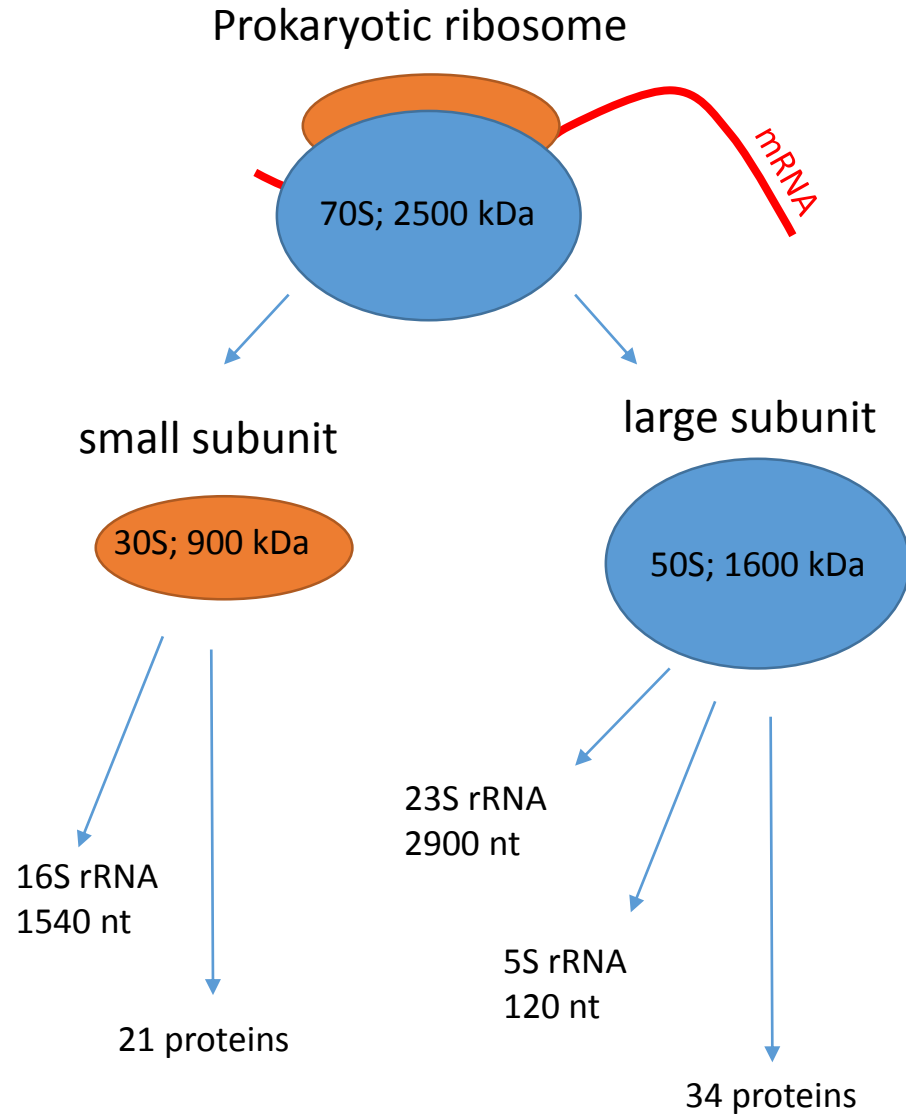 Prokaryotic ribosome
mRNA
70S; 2500 kDa
small subunit
large subunit
30S; 900 kDa
50S; 1600 kDa
16S rRNA
1540 nt
21 proteins
23S rRNA
2900 nt
5S rRNA
120 nt
34 proteins